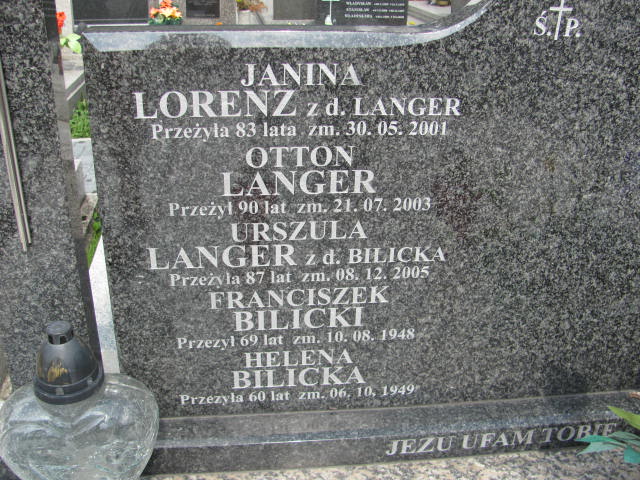 Ś. P.
JANINA
LORENZ z d. LANGER
Przeżyła 83 lata zm. 30. 05. 2001
OTTON
LANGER
Przeżył 90 lat zm. 21. 07. 2003
URSZULA
LANGER z d. BILICKA
Przeżyła 87 lat zm. 08. 12. 2005
FRANCISZEK
BILICKI
Przeżył 69 lat zm. 10. 08. 1948
HELENA
BILICKA
Przeżyła 60 lat zm. 06. 10. 1949
JEZU UFAM TOBIE